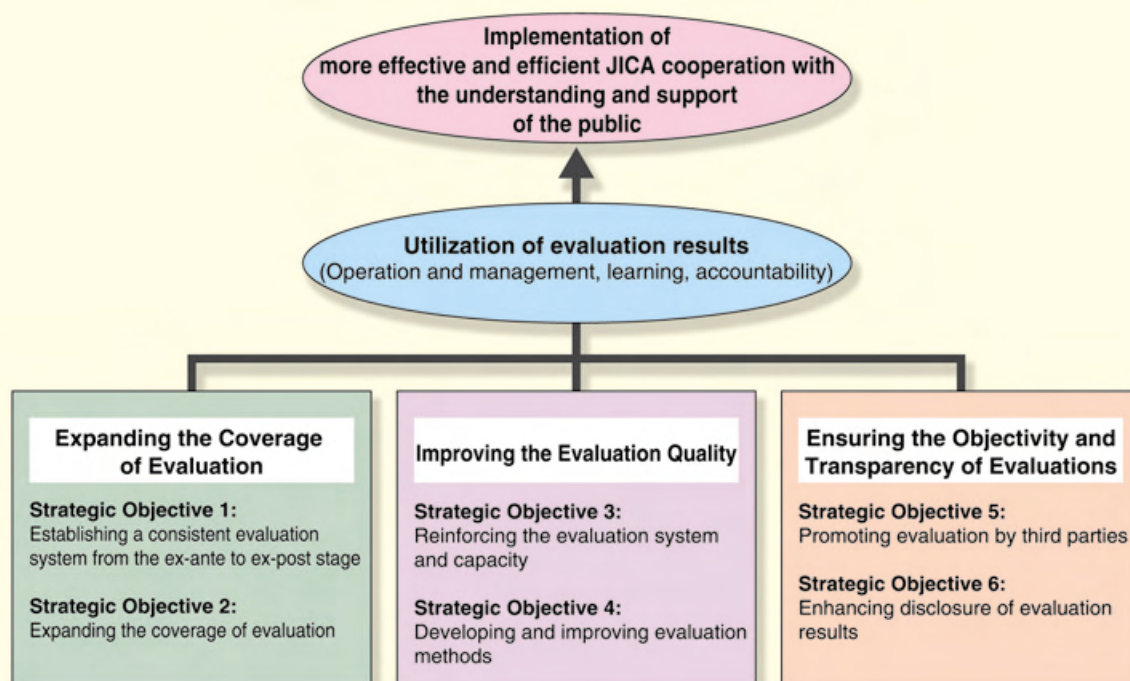 Implementation of
more effective and efficient JICA cooperation with
the understanding and support
of the public
Utilization of evaluation results
(Operation and management, learning, accountability)
Expanding the Coverage
of Evaluation
Strategic Objective 1:
Establishing a consistent evaluation
system from the ex-ante to ex-post stage
Strategic Objective 2:
Expanding the coverage of evaluation
Improving the Evaluation Quality
Strategic Objective 3:
Reinforcing the evaluation system
and capacity
Strategic Objective 4:
Developing and improving evaluation
methods
Ensuring the Objectivity and
Transparency of Evaluations
Strategic Objective 5:
Promoting evaluation by third parties
Strategic Objective 6:
Enhancing disclosure of evaluation
results